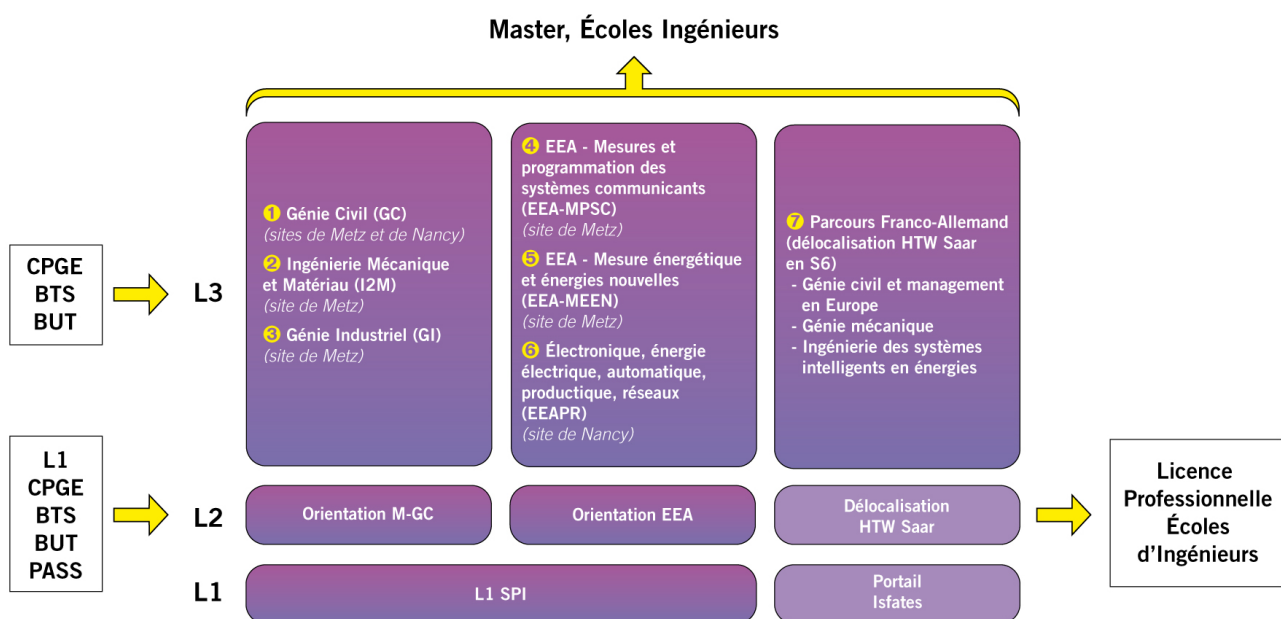 Master, Écoles Ingénieurs
CPGE
BTS
BUT
L3
❶ Génie Civil (GC)
(sites de Metz et de Nancy)
❷ Ingénierie Mécanique
et Matériau (I2M)
(site de Metz)
❸ Génie Industriel (GI)
(site de Metz)
❹ EEA - Mesures et
programmation des
systèmes communicants
(EEA-MPSC)
(site de Metz)
❺ EEA - Mesure énergétique
et énergies nouvelles
(EEA-MEEN)
(site de Metz)
❻ Électronique, énergie
électrique, automatique,
productique, réseaux
(EEAPR)
(site de Nancy)
❼ Parcours Franco-Allemand
(délocalisation HTW Saar
en S6)
- Génie civil et management
en Europe
- Génie mécanique
- Ingénierie des systèmes
intelligents en énergies
L1
CPGE
BTS
BUT
PASS
L2
Orientation M-GC
Orientation EEA
Délocalisation
HTW Saar
Licence
Professionnelle
Écoles
d'Ingénieurs
L1
L1 SPI
Portail
Isfates